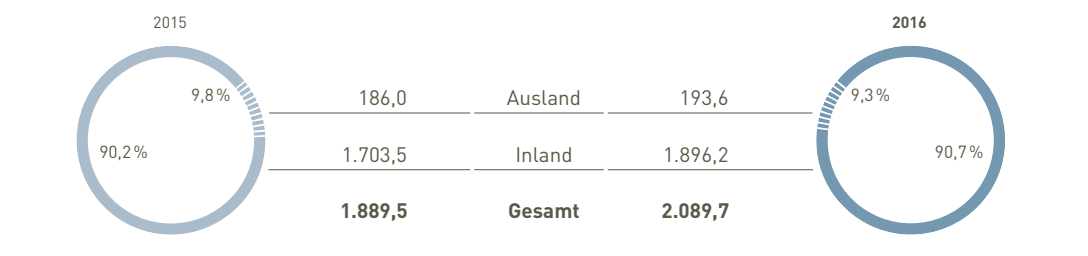 2015
2016
9,8 %
186,0 Ausland 193,6
9,3 %
90,2 %
1.703,5 Inland 1.896,2
90,7 %
1.889,5 Gesamt 2.089,7